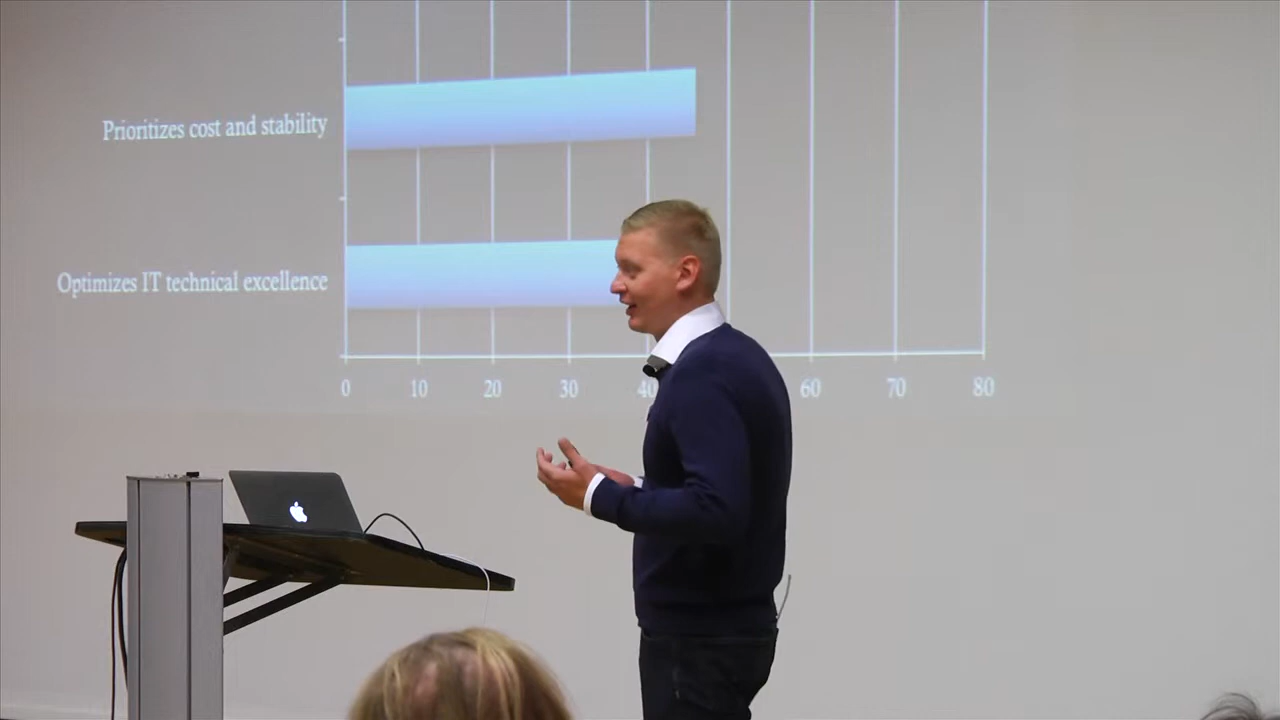 Prioritizes cost and stability
Optimizes IT technical excellence
0 10 20 30 40 60 70 80